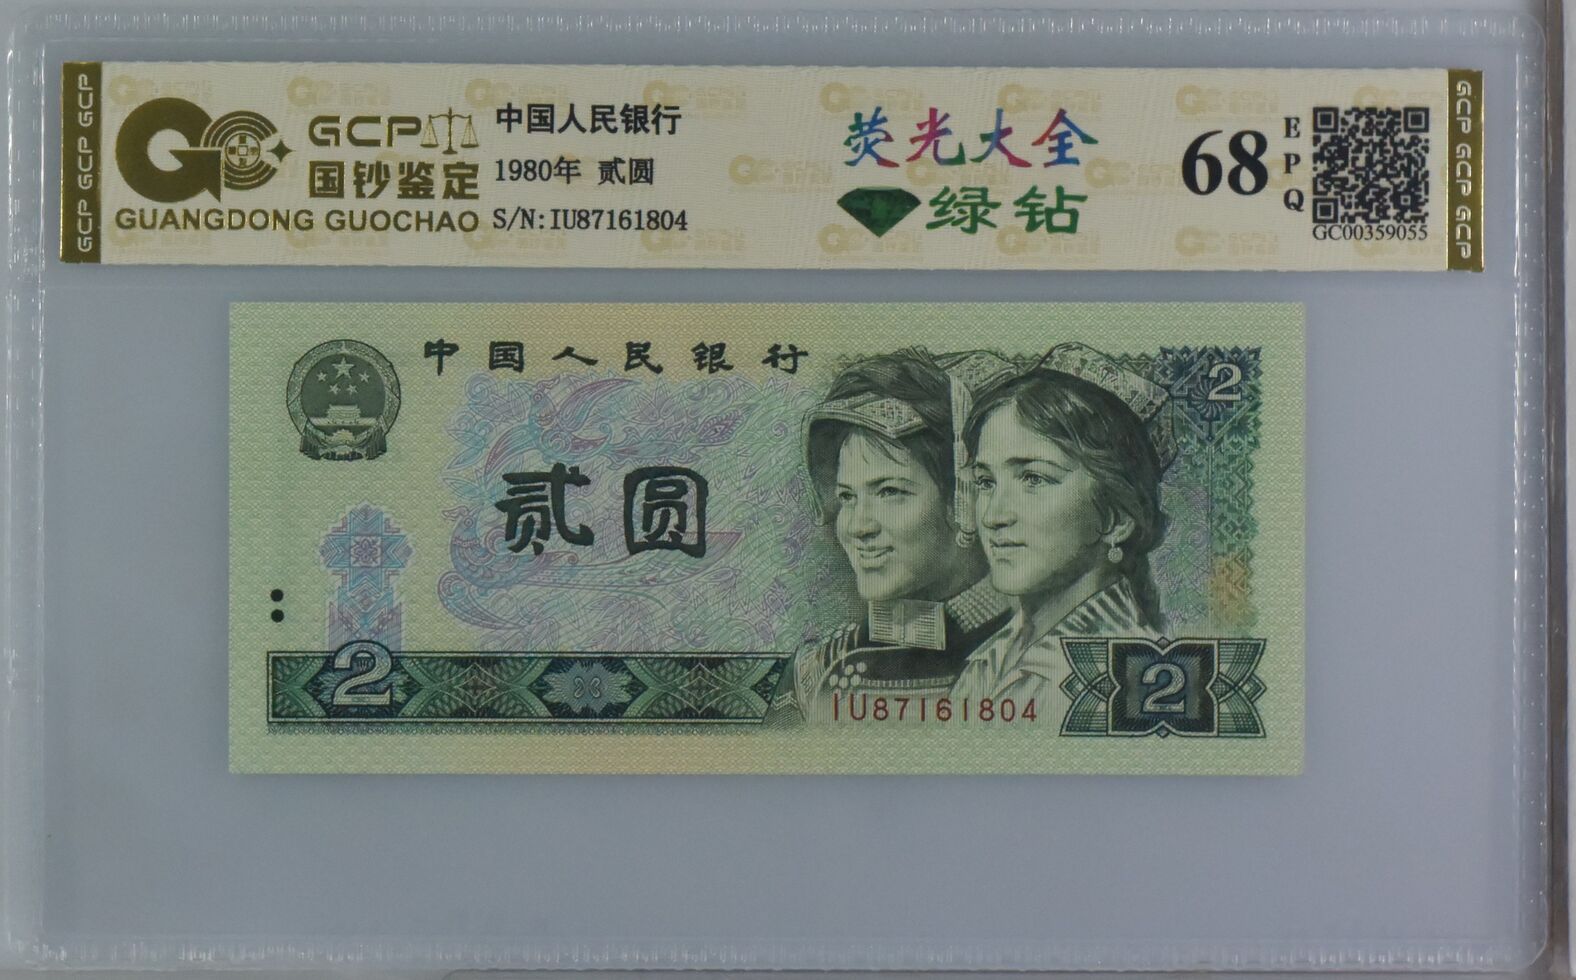 GCP GCP GCP
GCP
国钞鉴定
GUANGDONG GUOCHAO
中国人民银行
1980年 贰圆
S/N:IU87161804
荧光大全
绿钻
68
EPQ
GC00359055
GCP GCP GCP
中国人民银行
2
贰圆
2
IU87161804
2